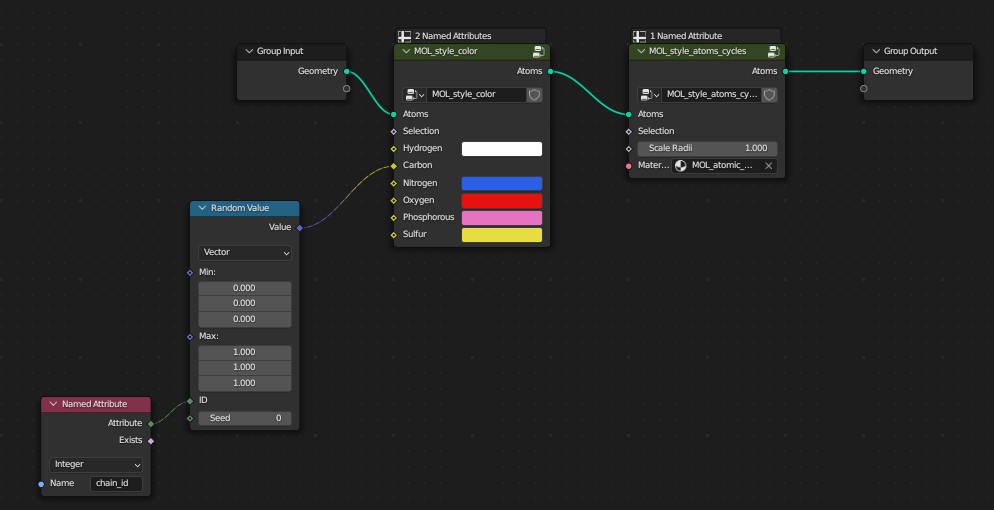 2 Named Attributes
1 Named Attribute
Group Input
Geometry
MOL_style_color
Atoms
MOL_style_color
Atoms
Selection
Hydrogen
Carbon
Nitrogen
Oxygen
Phosphorous
Sulfur
MOL_style_atoms_cycles
Atoms
MOL_style_atoms_cy...
Atoms
Selection
Scale Radii 1.000
Mater... MOL_atomic_...
Group Output
Geometry
Random Value
Value
Vector
Min:
0.000
0.000
0.000
Max:
1.000
1.000
1.000
ID
Seed 0
Named Attribute
Attribute
Exists
Integer
Name chain_id